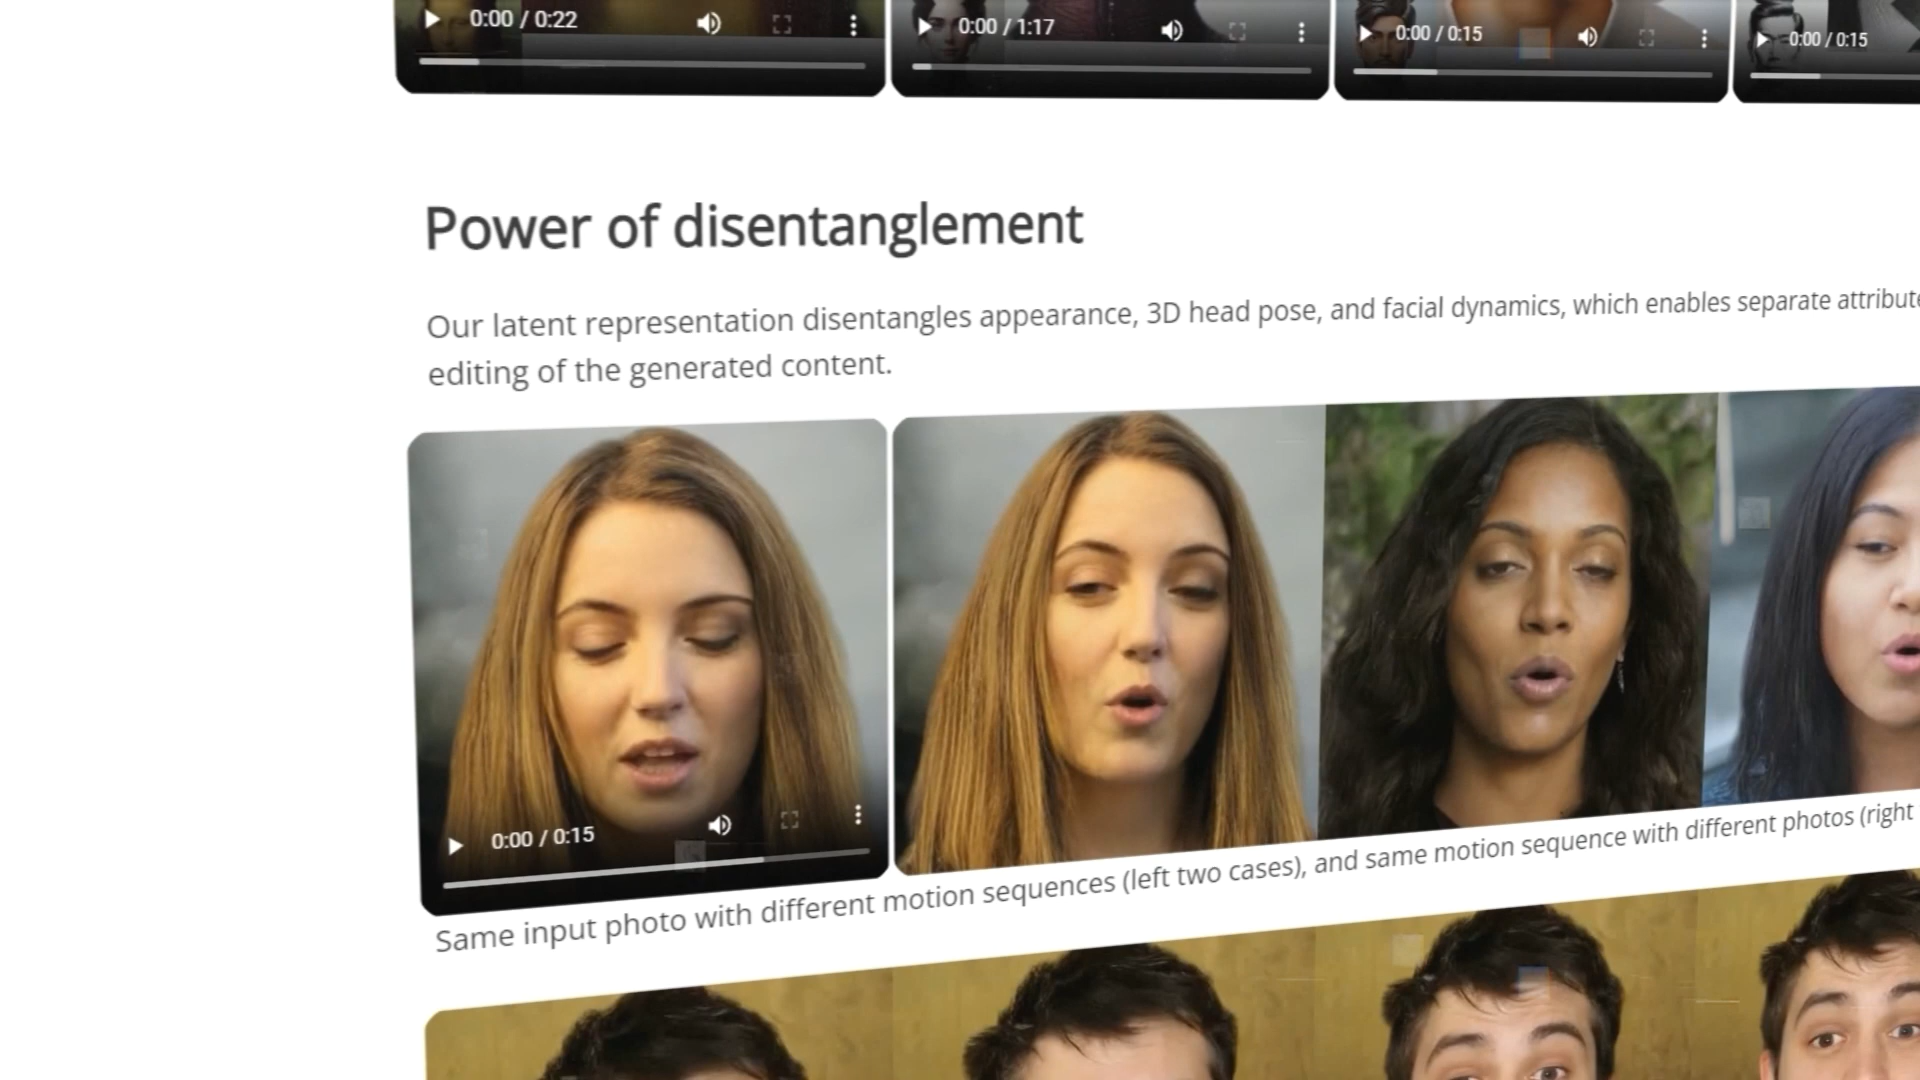 0:00 / 0:22
0:00 / 1:17
0:00 / 0:15
0:00 / 0:15
Power of disentanglement
Our latent representation disentangles appearance, 3D head pose, and facial dynamics, which enables separate attribute
editing of the generated content.
0:00 / 0:15
Same input photo with different motion sequences (left two cases), and same motion sequence with different photos (right